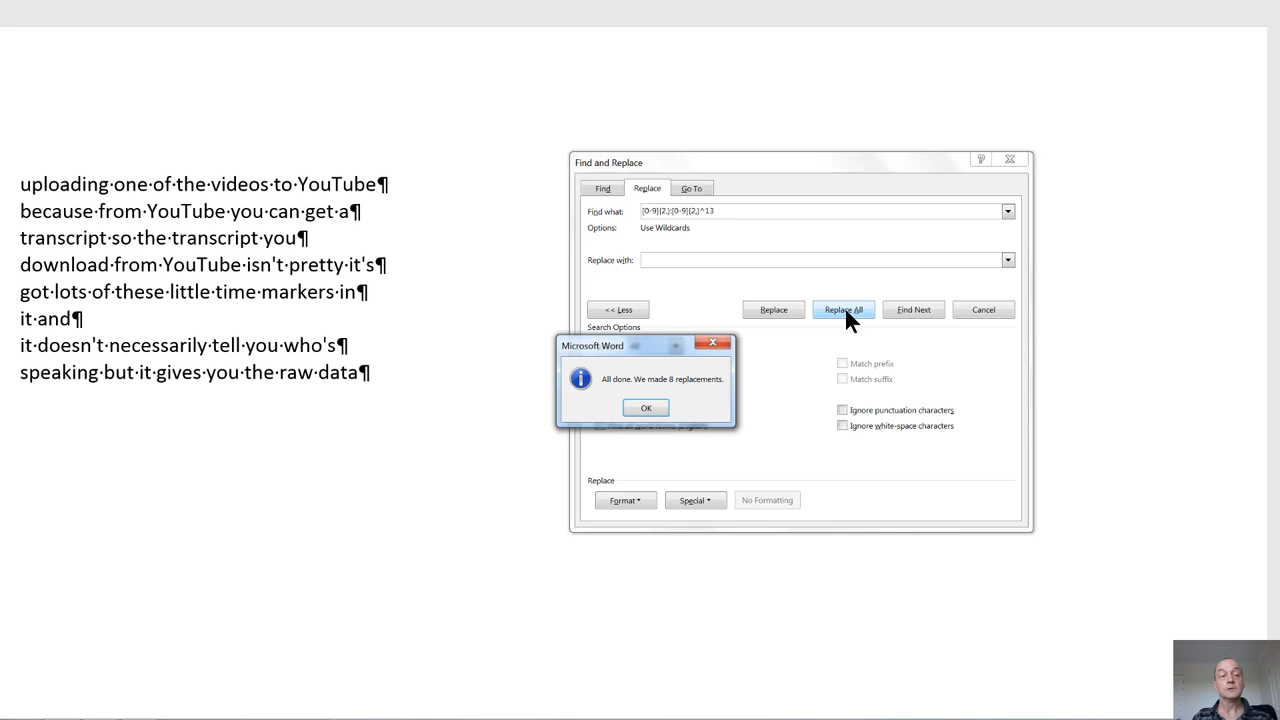 uploading·one·of·the·videos·to·YouTube¶
because·from·YouTube·you·can·get·a¶
transcript·so·the·transcript·you¶
download·from·YouTube·isn't·pretty·it's¶
got·lots·of·these·little·time·markers·in¶
it·and¶
it·doesn't·necessarily·tell·you·who's¶
speaking·but·it·gives·you·the·raw·data¶
Find and Replace
Find
Replace
Go To
Find what:
[0-9]{2,}:[0-9]{2,}^13
Options:
Use Wildcards
Replace with:
<< Less
Replace
Replace All
Find Next
Cancel
Search Options
Microsoft Word
All done. We made 8 replacements.
OK
Match prefix
Match suffix
Ignore punctuation characters
Ignore white-space characters
Replace
Format
Special
No Formatting